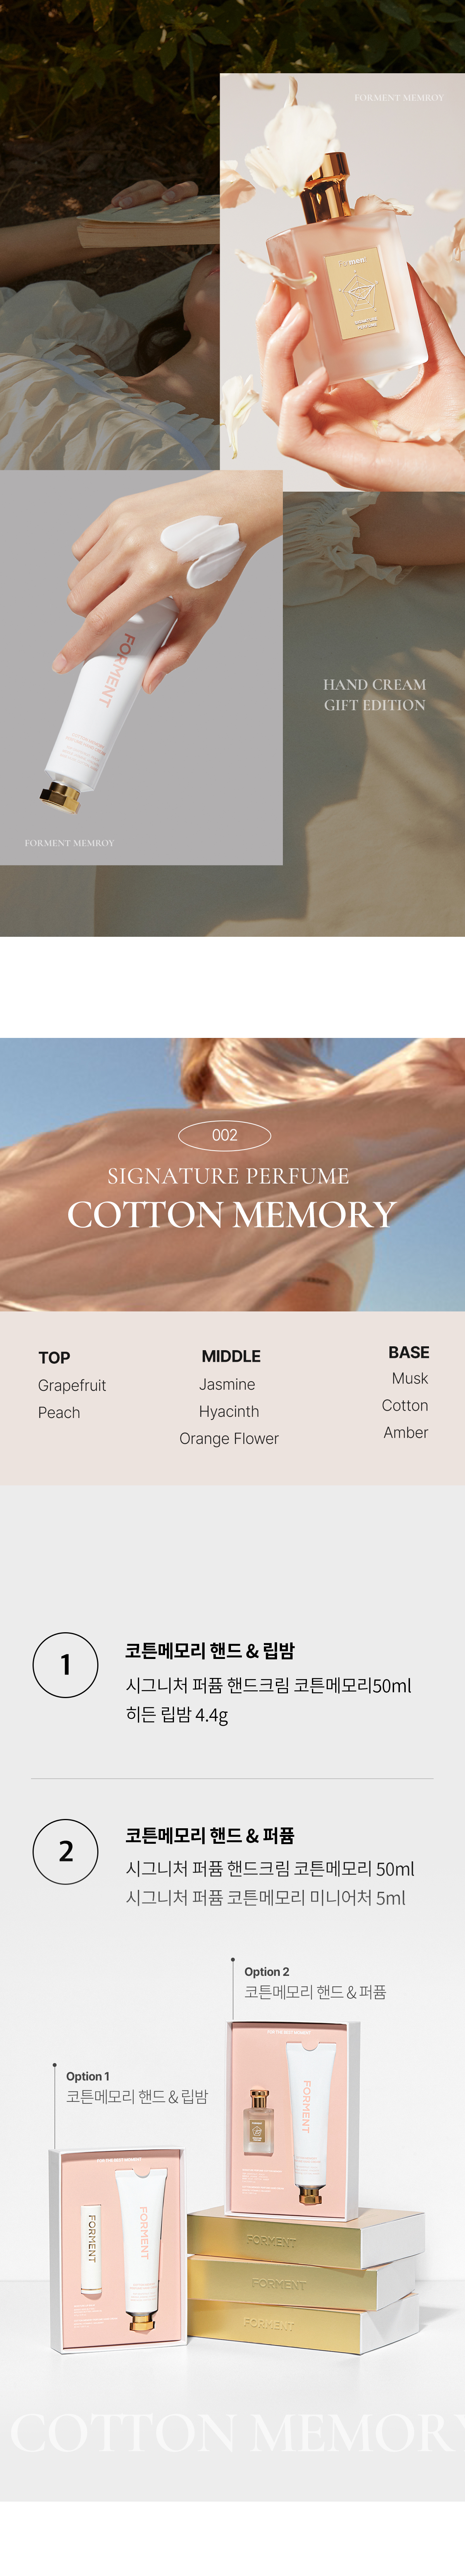 FORMENT MEMROY
FORMENT
HAND CREAM
GIFT EDITION
FORMENT MEMROY
002
SIGNATURE PERFUME
COTTON MEMORY
TOP
Grapefruit
Peach
MIDDLE
Jasmine
Hyacinth
Orange Flower
BASE
Musk
Cotton
Amber
1
코튼메모리 핸드 & 립밤
시그니처 퍼퓸 핸드크림 코튼메모리50ml
히든 립밤 4.4g
2
코튼메모리 핸드 & 퍼퓸
시그니처 퍼퓸 핸드크림 코튼메모리 50ml
시그니처 퍼퓸 코튼메모리 미니어처 5ml
Option 2
코튼메모리 핸드 & 퍼퓸
FORMENT
Option 1
코튼메모리 핸드 & 립밤
FORMENT
FORMENT
FORMENT
FORMENT
FORMENT
COTTON MEMORY